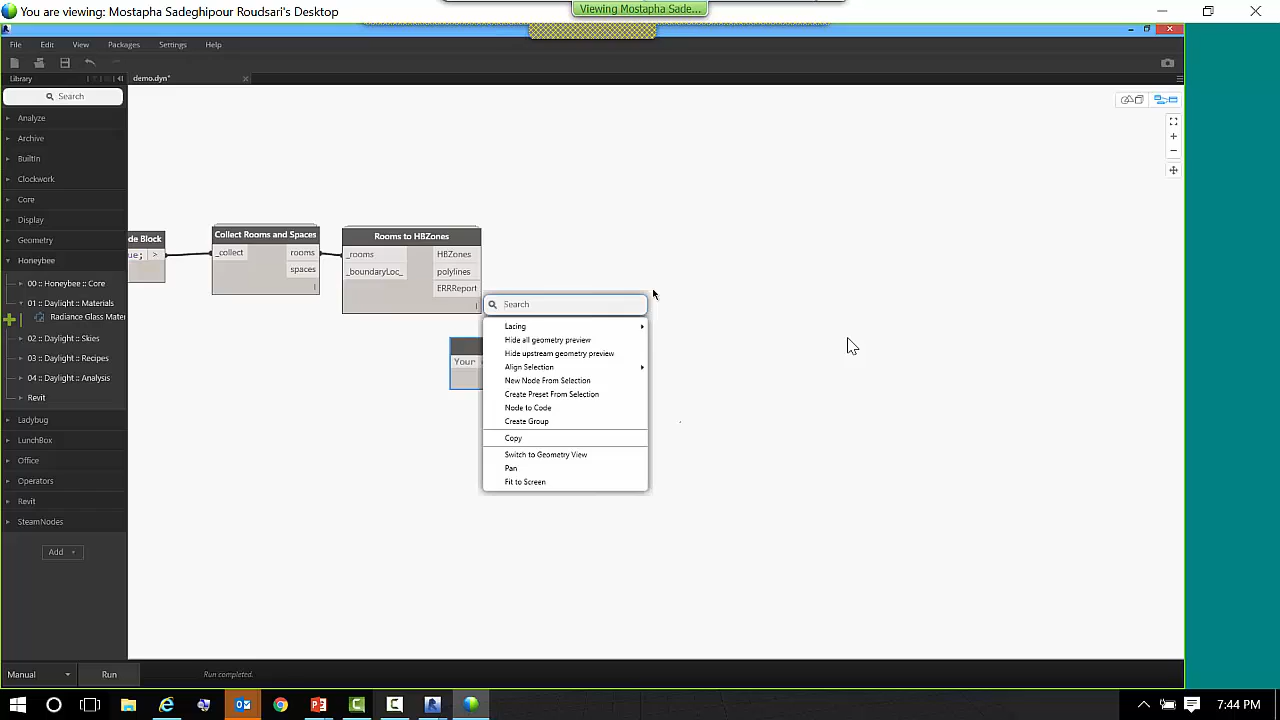 You are viewing: Mostapha Sadeghipour Roudsari's Desktop
Viewing Mostapha Sade...
File Edit View Packages Settings Help
Library
demo.dyn*
Search
Analyze
Archive
BuiltIn
Clockwork
Core
Display
Geometry
Honeybee
00 :: Honeybee :: Core
01 :: Daylight :: Materials
Radiance Glass Mater
02 :: Daylight :: Skies
03 :: Daylight :: Recipes
04 :: Daylight :: Analysis
Revit
Ladybug
LunchBox
Office
Operators
Revit
SteamNodes
Add
de Block
ue; >
Collect Rooms and Spaces
_collect rooms
spaces
Rooms to HBZones
_rooms HBZones
_boundaryLoc_ polylines
ERRReport
Your
Search
Lacing
Hide all geometry preview
Hide upstream geometry preview
Align Selection
New Node From Selection
Create Preset From Selection
Node to Code
Create Group
Copy
Switch to Geometry View
Pan
Fit to Screen
Manual Run Run completed.
7:44 PM